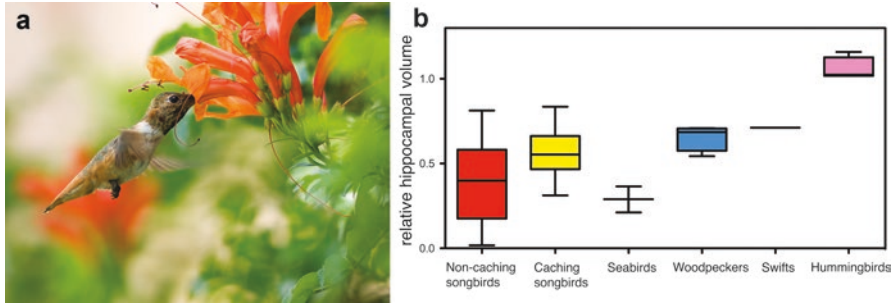 a
b
relative hippocampal volume
1.0
0.5
0.0
Non-caching
songbirds
Caching
songbirds
Seabirds
Woodpeckers
Swifts
Hummingbirds